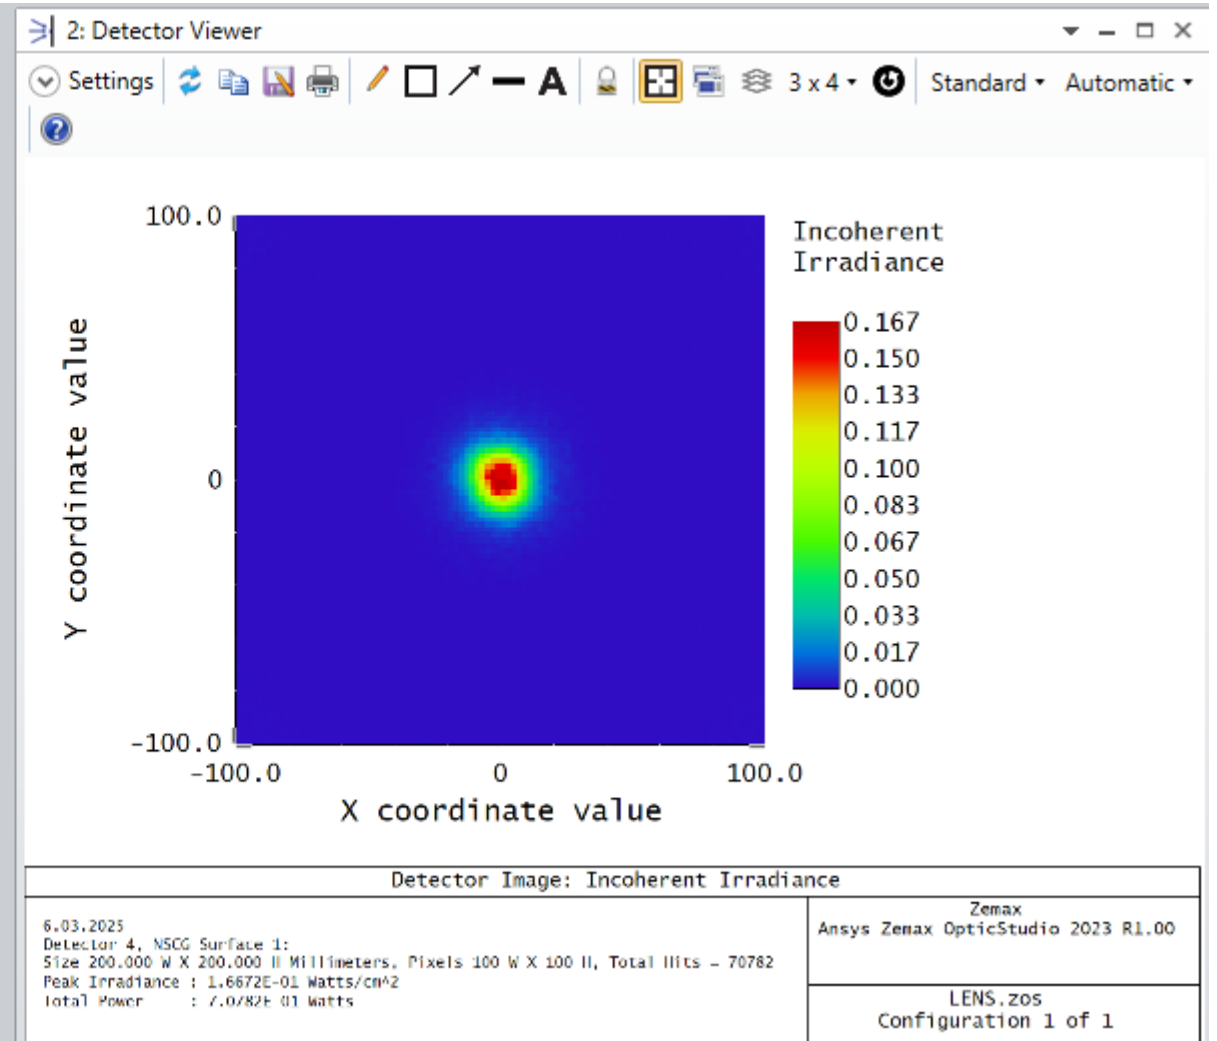 2: Detector Viewer
Settings
A
3 x 4
Standard
Automatic
?
100.0
0
-100.0
Y coordinate value
-100.0
0
100.0
X coordinate value
Incoherent
Irradiance
0.167
0.150
0.133
0.117
0.100
0.083
0.067
0.050
0.033
0.017
0.000
Detector Image: Incoherent Irradiance
6.03.2025
Detector 4, NSCG Surface 1:
Size 200.000 W X 200.000 H Millimeters, Pixels 100 W X 100 H, Total Hits = 70782
Peak Irradiance : 1.6672E-01 Watts/cm^2
Total Power : 7.0782E-01 Watts
Zemax
Ansys Zemax OpticStudio 2023 R1.00
LENS.zos
Configuration 1 of 1